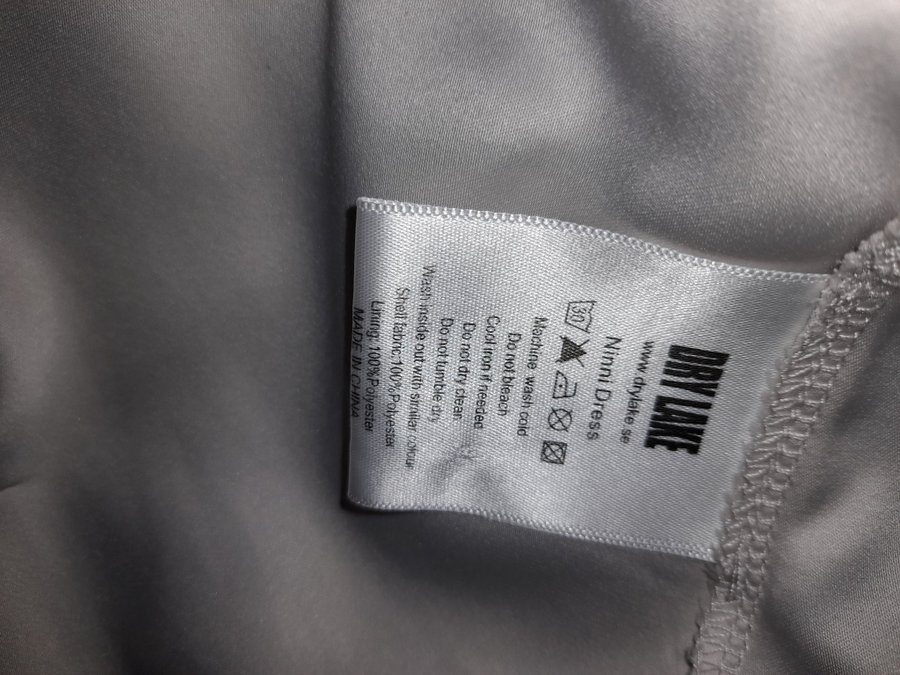 DRY LAKE
www.drylake.se
Ninni Dress
30
Machine wash cold
Do not bleach
Cool iron if needed
Do not dry clean
Do not tumble dry
Wash inside out with similar colour
Shell fabric:100%Polyester
Lining: 100%Polyester
MADE IN CHINA